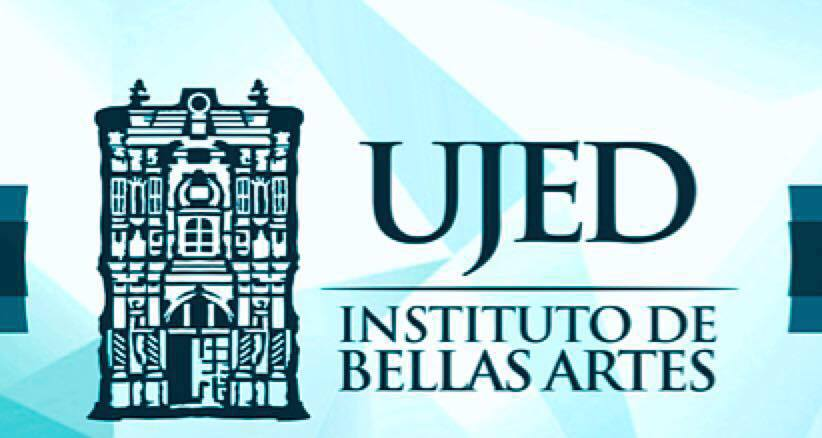 UJED
INSTITUTO DE
BELLAS ARTES